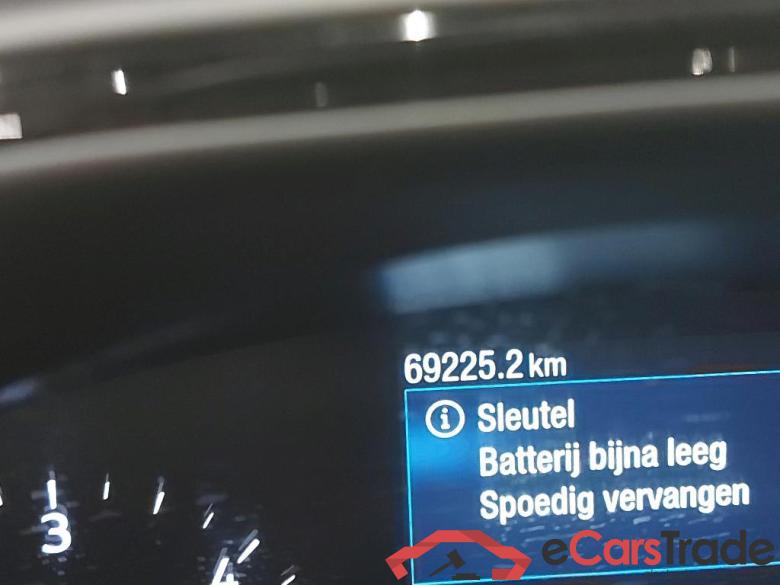 69225.2 km
i Sleutel
Batterij bijna leeg
Spoedig vervangen
3
4
eCarsTrade